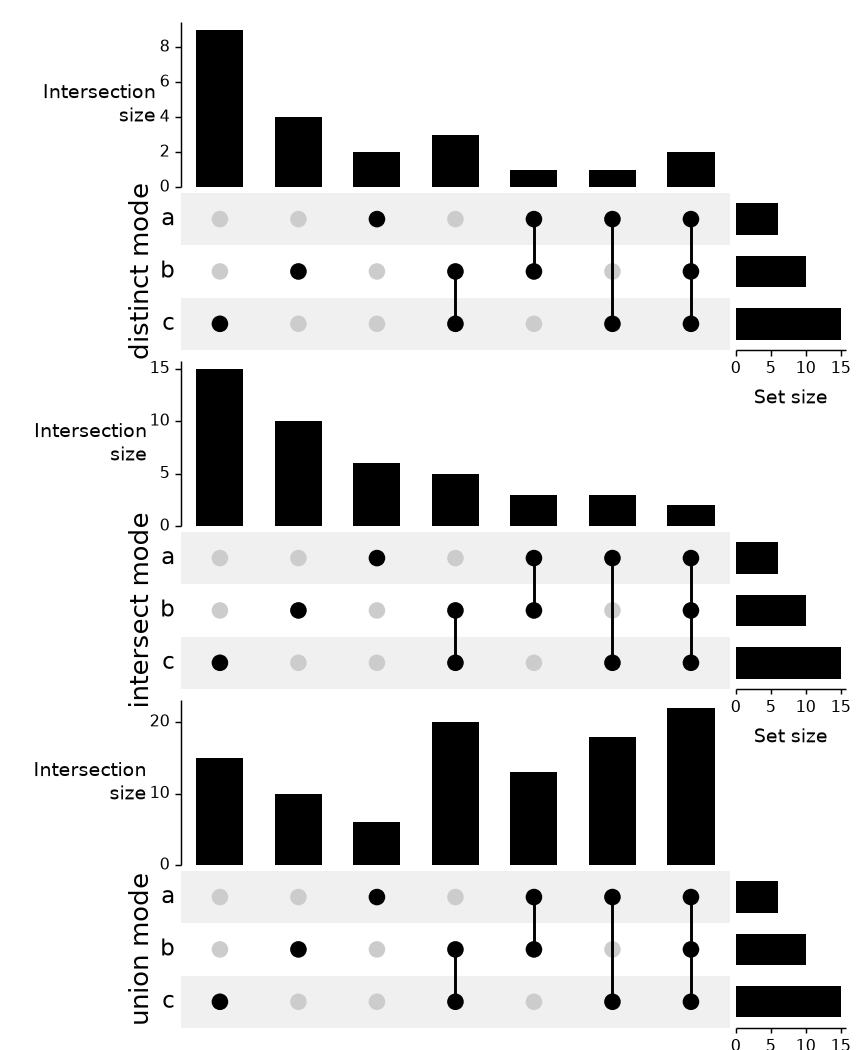 8
6
Intersection
size
4
2
0
distinct mode
a
b
c
0 5 10 15
Set size
15
10
Intersection
size
5
0
intersect mode
a
b
c
0 5 10 15
Set size
20
Intersection
size
10
0
union mode
a
b
c
0 5 10 15